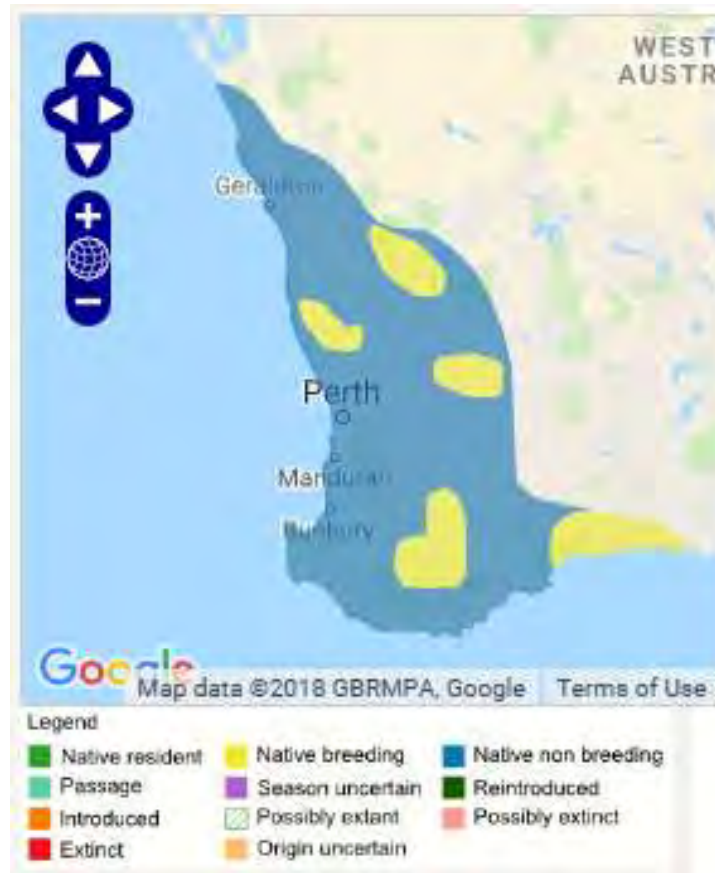 WEST
AUSTR
Geraldton
Perth
Mandurah
Bunbury
Google
Map data ©2018 GBRMPA, Google
Terms of Use
Legend
Native resident
Native breeding
Native non breeding
Passage
Season uncertain
Reintroduced
Introduced
Possibly extant
Possibly extinct
Extinct
Origin uncertain